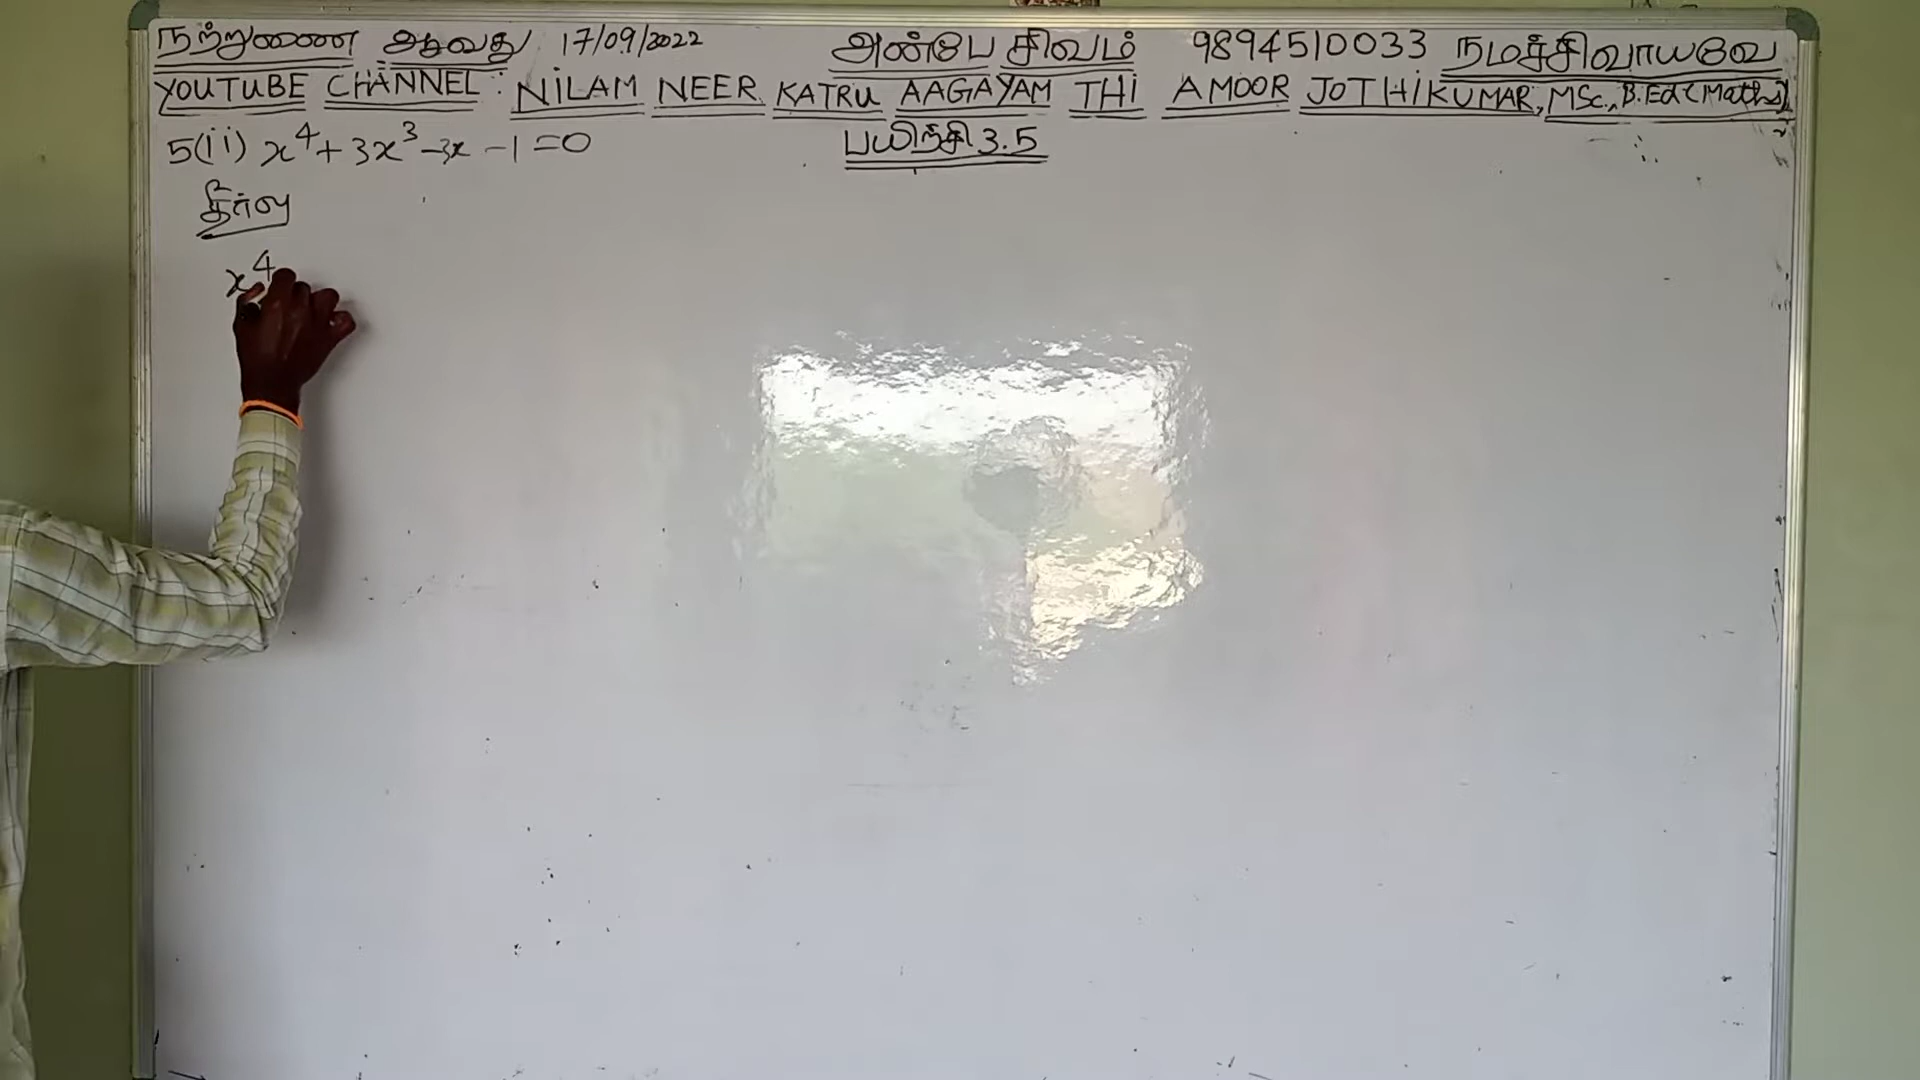 நற்றுணை ஆவது 17/09/2022 அன்பே சிவம் 9894510033 நமச்சிவாயவே
YOUTUBE CHANNEL: NILAM NEER KATRU AAGAYAM THI AMOOR JOTHIKUMAR, MSc., B.Ed (Maths)
5(ii) x⁴ + 3x³ - 3x - 1 = 0 பயிற்சி 3.5
தீர்வு
x⁴